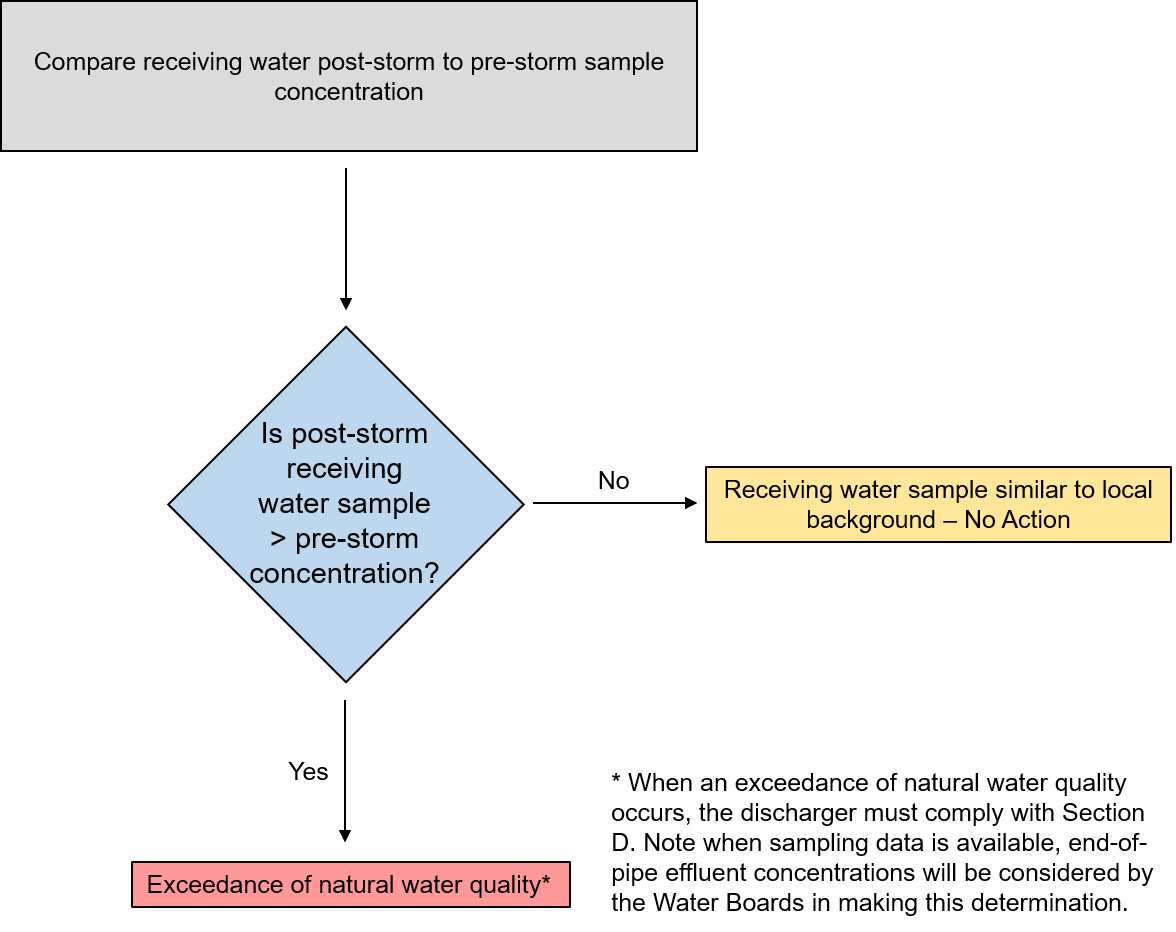 Compare receiving water post-storm to pre-storm sample
concentration
Is post-storm
receiving
water sample
> pre-storm
concentration?
No
Receiving water sample similar to local
background – No Action
Yes
Exceedance of natural water quality*
* When an exceedance of natural water quality
occurs, the discharger must comply with Section
D. Note when sampling data is available, end-of-
pipe effluent concentrations will be considered by
the Water Boards in making this determination.